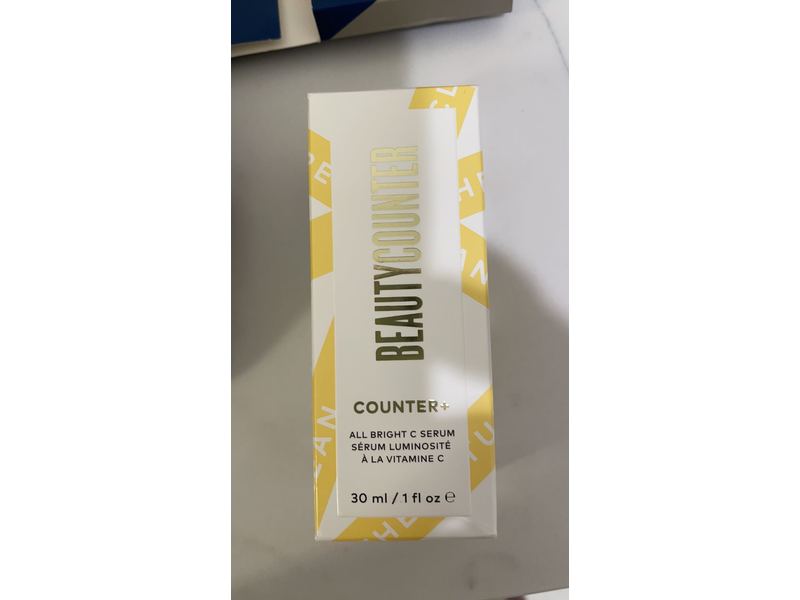 BEAUTYCOUNTER
COUNTER+
ALL BRIGHT C SERUM
SÉRUM LUMINOSITÉ
À LA VITAMINE C
30 ml / 1 fl oz ℮